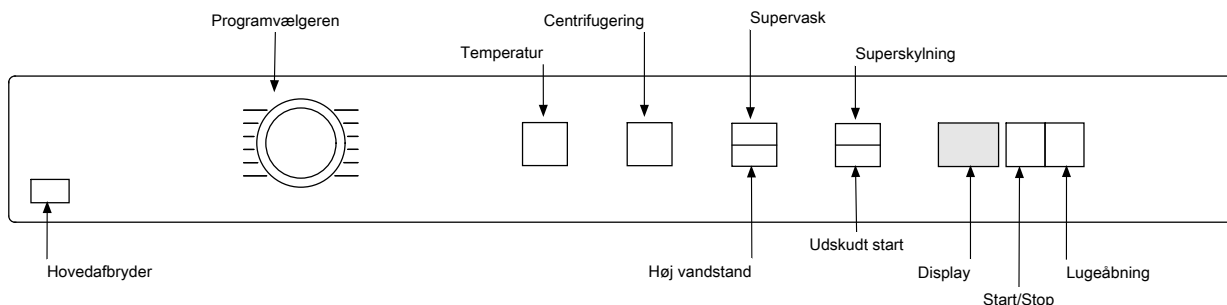 Programvælgeren
Centrifugering
Supervask
Temperatur
Superskylning
Udskudt start
Hovedafbryder
Høj vandstand
Display
Lugeåbning
Start/Stop